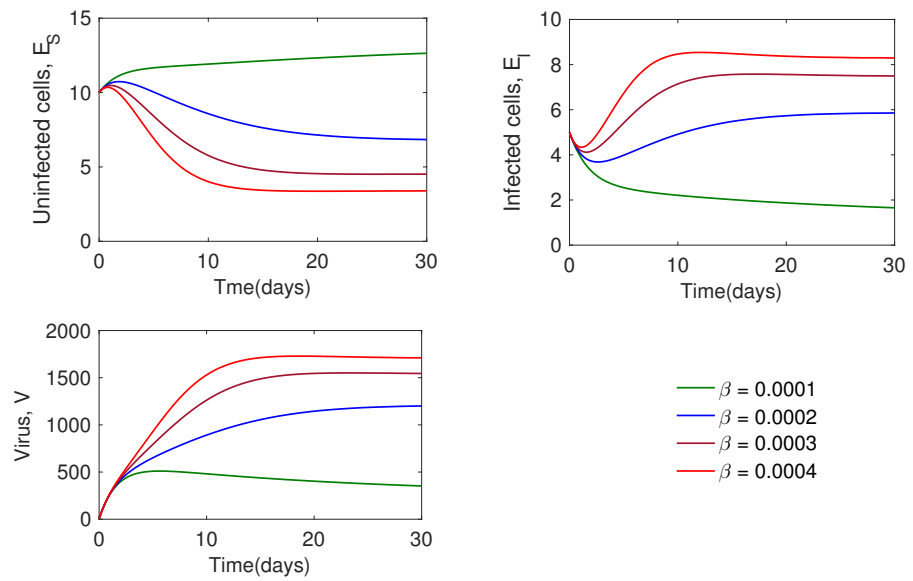 Uninfected cells, E_S
15
10
5
0
0 10 20 30
Tme(days)
Infected cells, E_I
8
6
4
2
0
0 10 20 30
Time(days)
Virus, V
2000
1500
1000
500
0
0 10 20 30
Time(days)
β = 0.0001
β = 0.0002
β = 0.0003
β = 0.0004